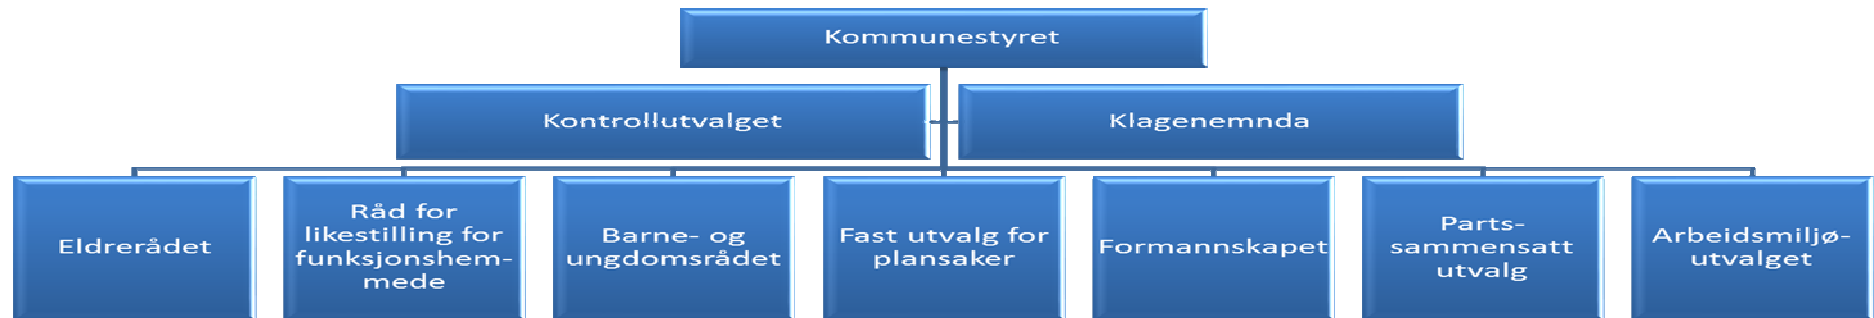 Kommunestyret
Kontrollutvalget
Klagenemnda
Eldrerådet
Råd for
likestilling for
funksjonshem-
mede
Barne- og
ungdomsrådet
Fast utvalg for
plansaker
Formannskapet
Parts-
sammensatt
utvalg
Arbeidsmiljø-
utvalget